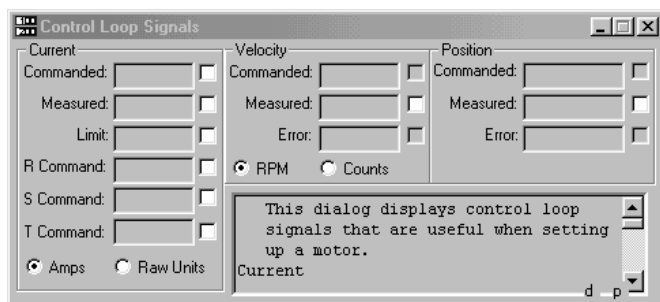 Control Loop Signals
Current
Commanded:
Measured:
Limit:
R Command:
S Command:
T Command:
Amps Raw Units
Velocity
Commanded:
Measured:
Error:
RPM Counts
Position
Commanded:
Measured:
Error:
This dialog displays control loop
signals that are useful when setting
up a motor.
Current
d p